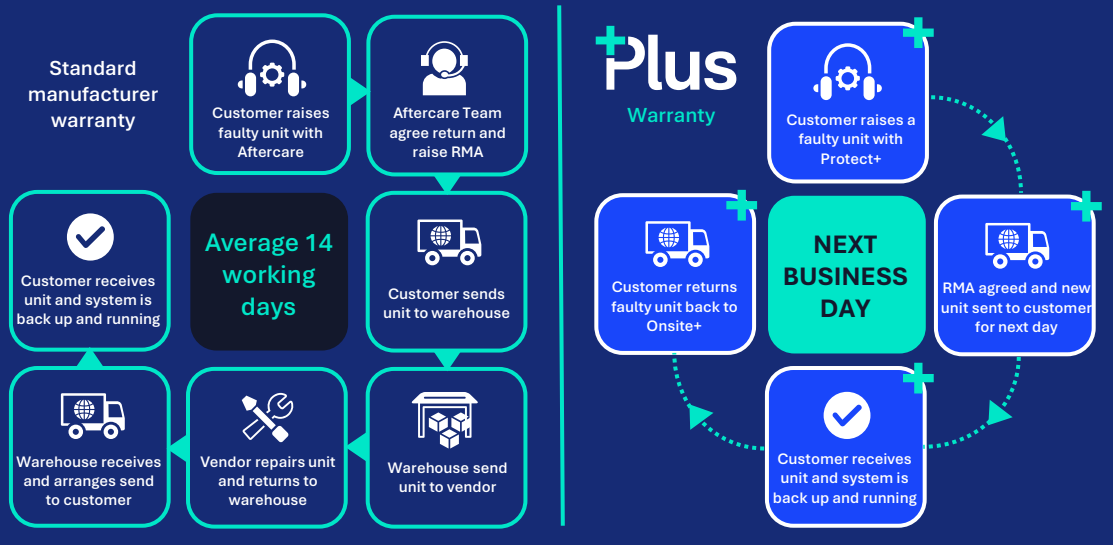 Standard
manufacturer
warranty
Customer raises
faulty unit with
Aftercare
Aftercare Team
agree return and
raise RMA
Customer sends
unit to warehouse
Warehouse send
unit to vendor
Vendor repairs unit
and returns to
warehouse
Warehouse receives
and arranges send
to customer
Customer receives
unit and system is
back up and running
Average 14
working
days
Plus
Warranty
Customer raises a
faulty unit with
Protect+
RMA agreed and new
unit sent to customer
for next day
Customer receives
unit and system is
back up and running
Customer returns
faulty unit back to
Onsite+
NEXT
BUSINESS
DAY